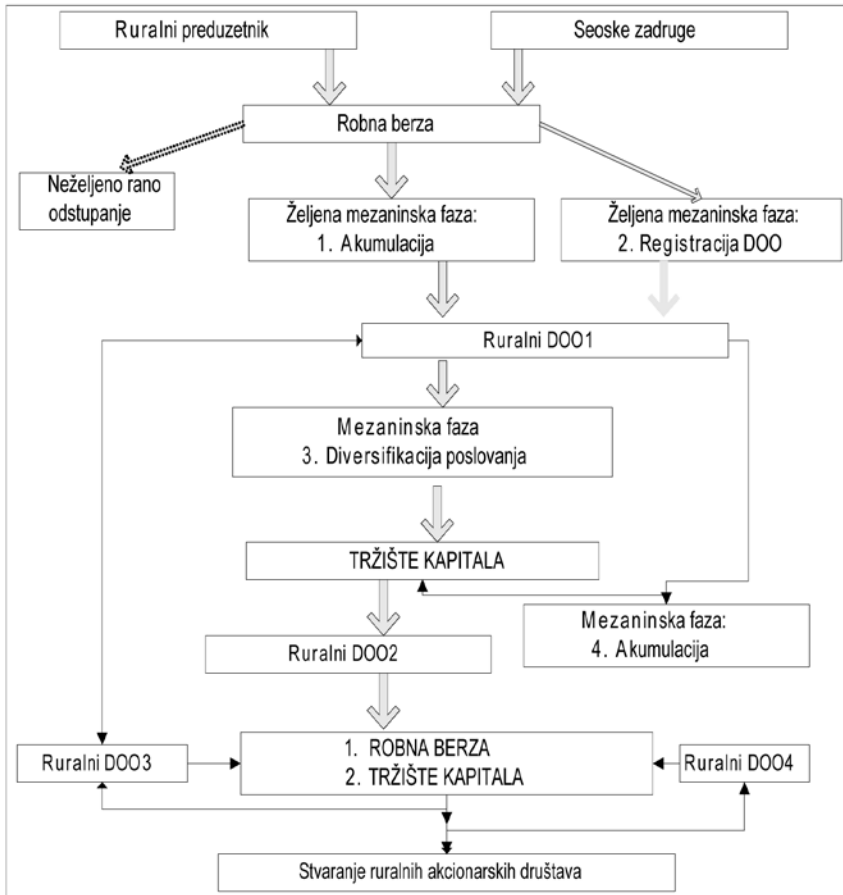 Ruralni preduzetnik
Seoske zadruge
Robna berza
Neželjeno rano
odstupanje
Željena mezaninska faza:
1. Akumulacija
Željena mezaninska faza:
2. Registracija DOO
Ruralni DOO1
Mezaninska faza
3. Diversifikacija poslovanja
TRŽIŠTE KAPITALA
Mezaninska faza:
4. Akumulacija
Ruralni DOO2
Ruralni DOO3
1. ROBNA BERZA
2. TRŽIŠTE KAPITALA
Ruralni DOO4
Stvaranje ruralnih akcionarskih društava